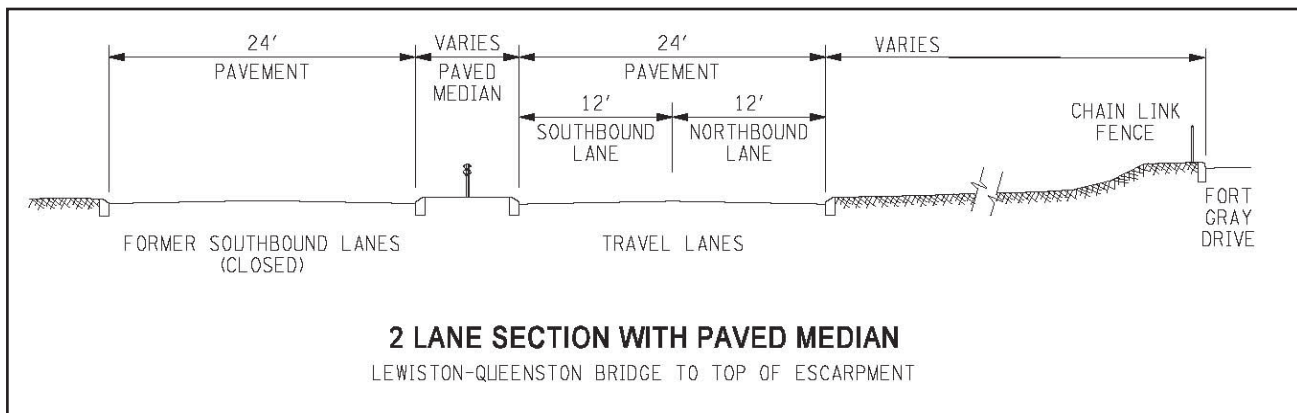 24'
PAVEMENT
VARIES
PAVED
MEDIAN
24'
PAVEMENT
VARIES
12'
SOUTHBOUND
LANE
12'
NORTHBOUND
LANE
CHAIN LINK
FENCE
FORT
GRAY
DRIVE
FORMER SOUTHBOUND LANES
(CLOSED)
TRAVEL LANES
2 LANE SECTION WITH PAVED MEDIAN
LEWISTON-QUEENSTON BRIDGE TO TOP OF ESCARPMENT